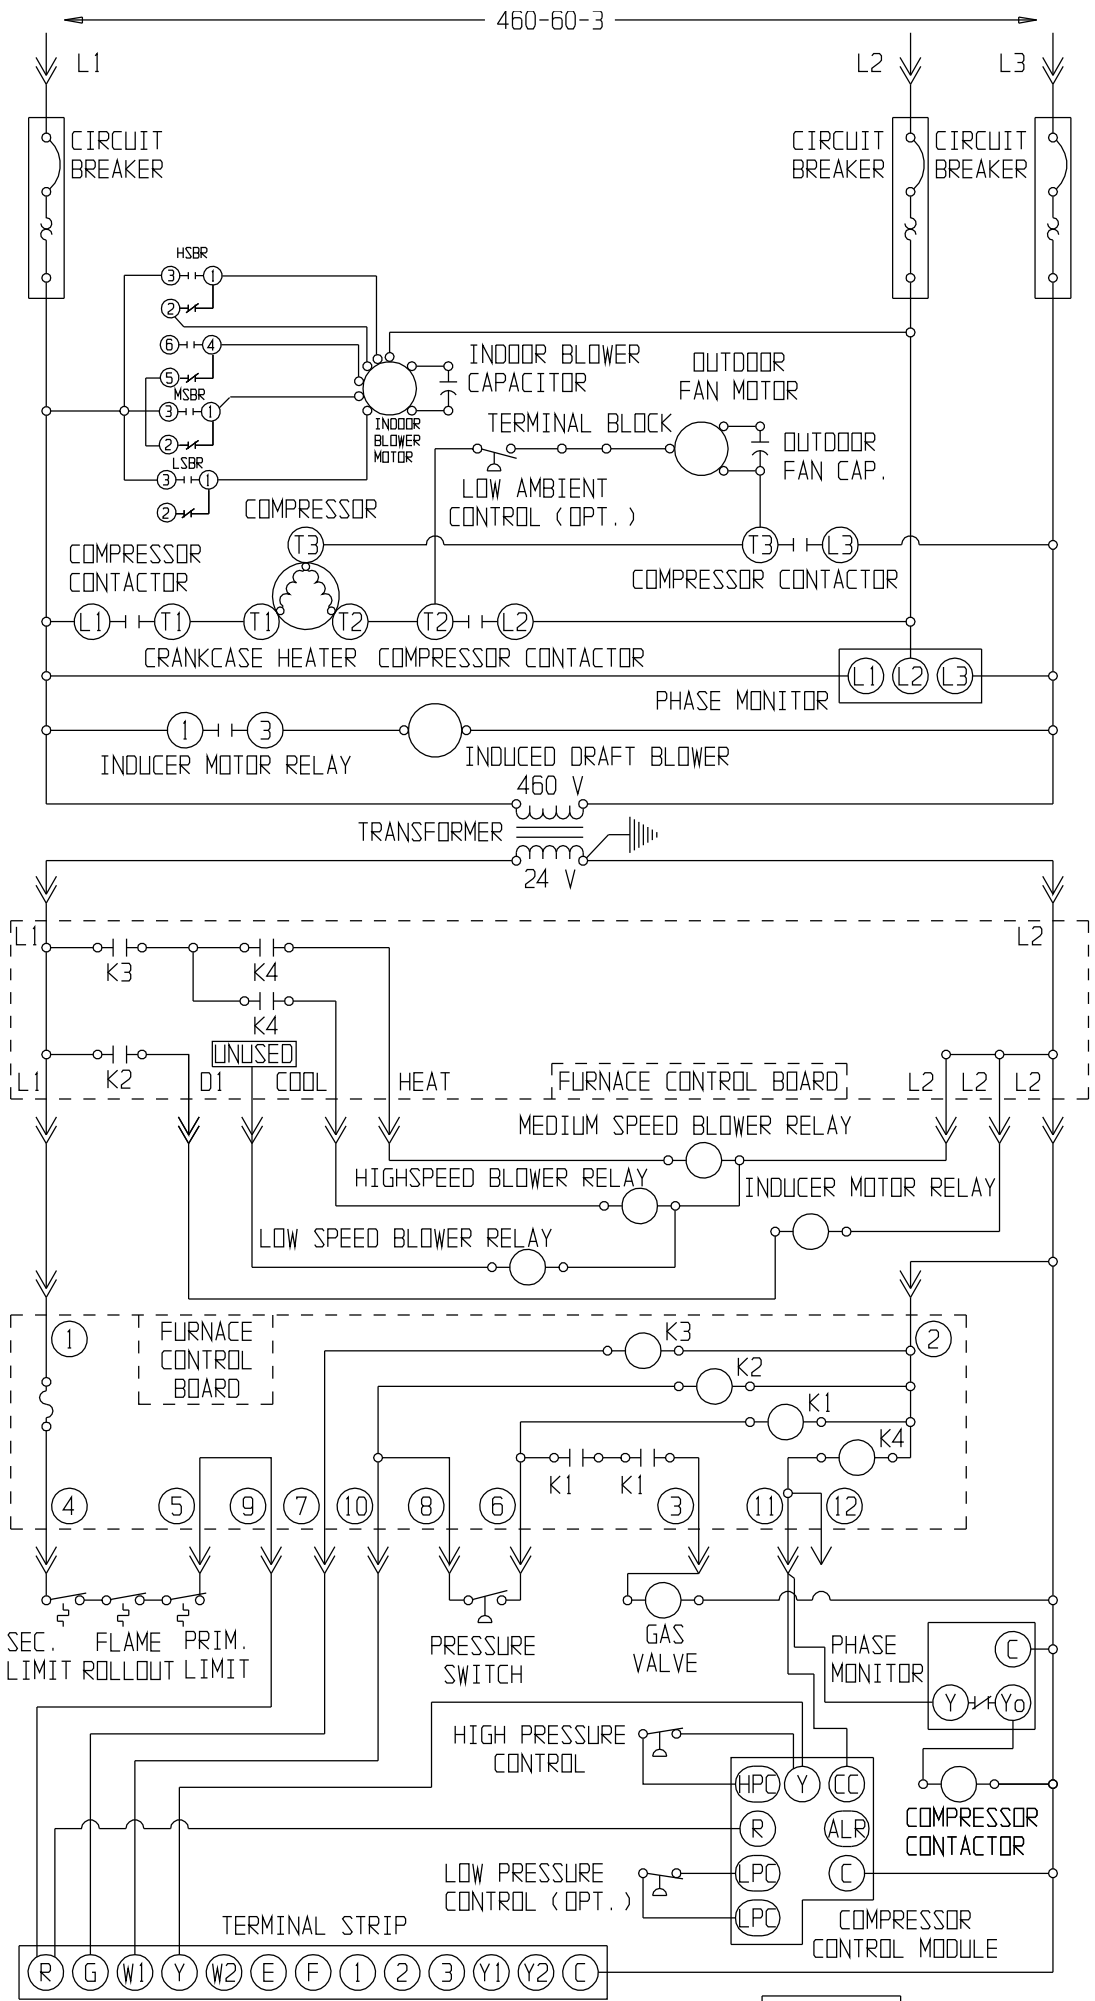 460-60-3
L1
L2
L3
CIRCUIT
BREAKER
CIRCUIT
BREAKER
CIRCUIT
BREAKER
HSBR
3
1
2
6
4
5
MSBR
3
1
2
LSBR
3
1
2
INDOOR BLOWER
CAPACITOR
INDOOR
BLOWER
MOTOR
OUTDOOR
FAN MOTOR
TERMINAL BLOCK
OUTDOOR
FAN CAP.
LOW AMBIENT
CONTROL (OPT.)
COMPRESSOR
T3
T3
L3
COMPRESSOR
CONTACTOR
COMPRESSOR CONTACTOR
L1
T1
T1
T2
T2
L2
CRANKCASE HEATER
COMPRESSOR CONTACTOR
L1
L2
L3
PHASE MONITOR
1
3
INDUCER MOTOR RELAY
INDUCED DRAFT BLOWER
460 V
TRANSFORMER
24 V
L1
L2
K3
K4
K4
UNUSED
L1
K2
D1
COOL
HEAT
FURNACE CONTROL BOARD
L2
L2
L2
MEDIUM SPEED BLOWER RELAY
HIGHSPEED BLOWER RELAY
INDUCER MOTOR RELAY
LOW SPEED BLOWER RELAY
1
FURNACE
CONTROL
BOARD
K3
2
K2
K1
K4
K1
K1
4
5
9
7
10
8
6
3
11
12
SEC.
LIMIT
FLAME
ROLLOUT
PRIM.
LIMIT
PRESSURE
SWITCH
GAS
VALVE
PHASE
MONITOR
C
Y
Yo
HIGH PRESSURE
CONTROL
HPC
Y
CC
COMPRESSOR
CONTACTOR
R
ALR
LOW PRESSURE
CONTROL (OPT.)
LPC
C
LPC
COMPRESSOR
CONTROL MODULE
TERMINAL STRIP
R
G
W1
Y
W2
E
F
1
2
3
Y1
Y2
C